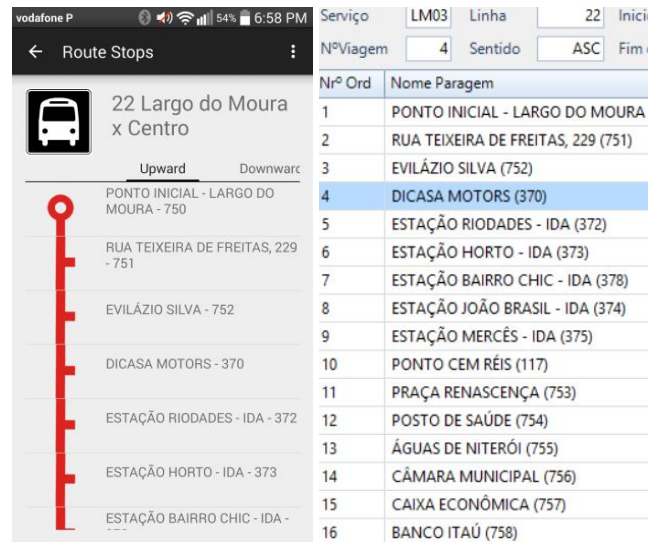 vodafone P 54% 6:58 PM
Route Stops
22 Largo do Moura
x Centro
Upward Downward
PONTO INICIAL - LARGO DO
MOURA - 750
RUA TEIXEIRA DE FREITAS, 229
- 751
EVILÁZIO SILVA - 752
DICASA MOTORS - 370
ESTAÇÃO RIODADES - IDA - 372
ESTAÇÃO HORTO - IDA - 373
ESTAÇÃO BAIRRO CHIC - IDA -
Serviço LM03 Linha 22 Iníci
NºViagem 4 Sentido ASC Fim
Nrº Ord Nome Paragem
1 PONTO INICIAL - LARGO DO MOURA
2 RUA TEIXEIRA DE FREITAS, 229 (751)
3 EVILÁZIO SILVA (752)
4 DICASA MOTORS (370)
5 ESTAÇÃO RIODADES - IDA (372)
6 ESTAÇÃO HORTO - IDA (373)
7 ESTAÇÃO BAIRRO CHIC - IDA (378)
8 ESTAÇÃO JOÃO BRASIL - IDA (374)
9 ESTAÇÃO MERCÊS - IDA (375)
10 PONTO CEM RÉIS (117)
11 PRAÇA RENASCENÇA (753)
12 POSTO DE SAÚDE (754)
13 ÁGUAS DE NITERÓI (755)
14 CÂMARA MUNICIPAL (756)
15 CAIXA ECONÔMICA (757)
16 BANCO ITAÚ (758)